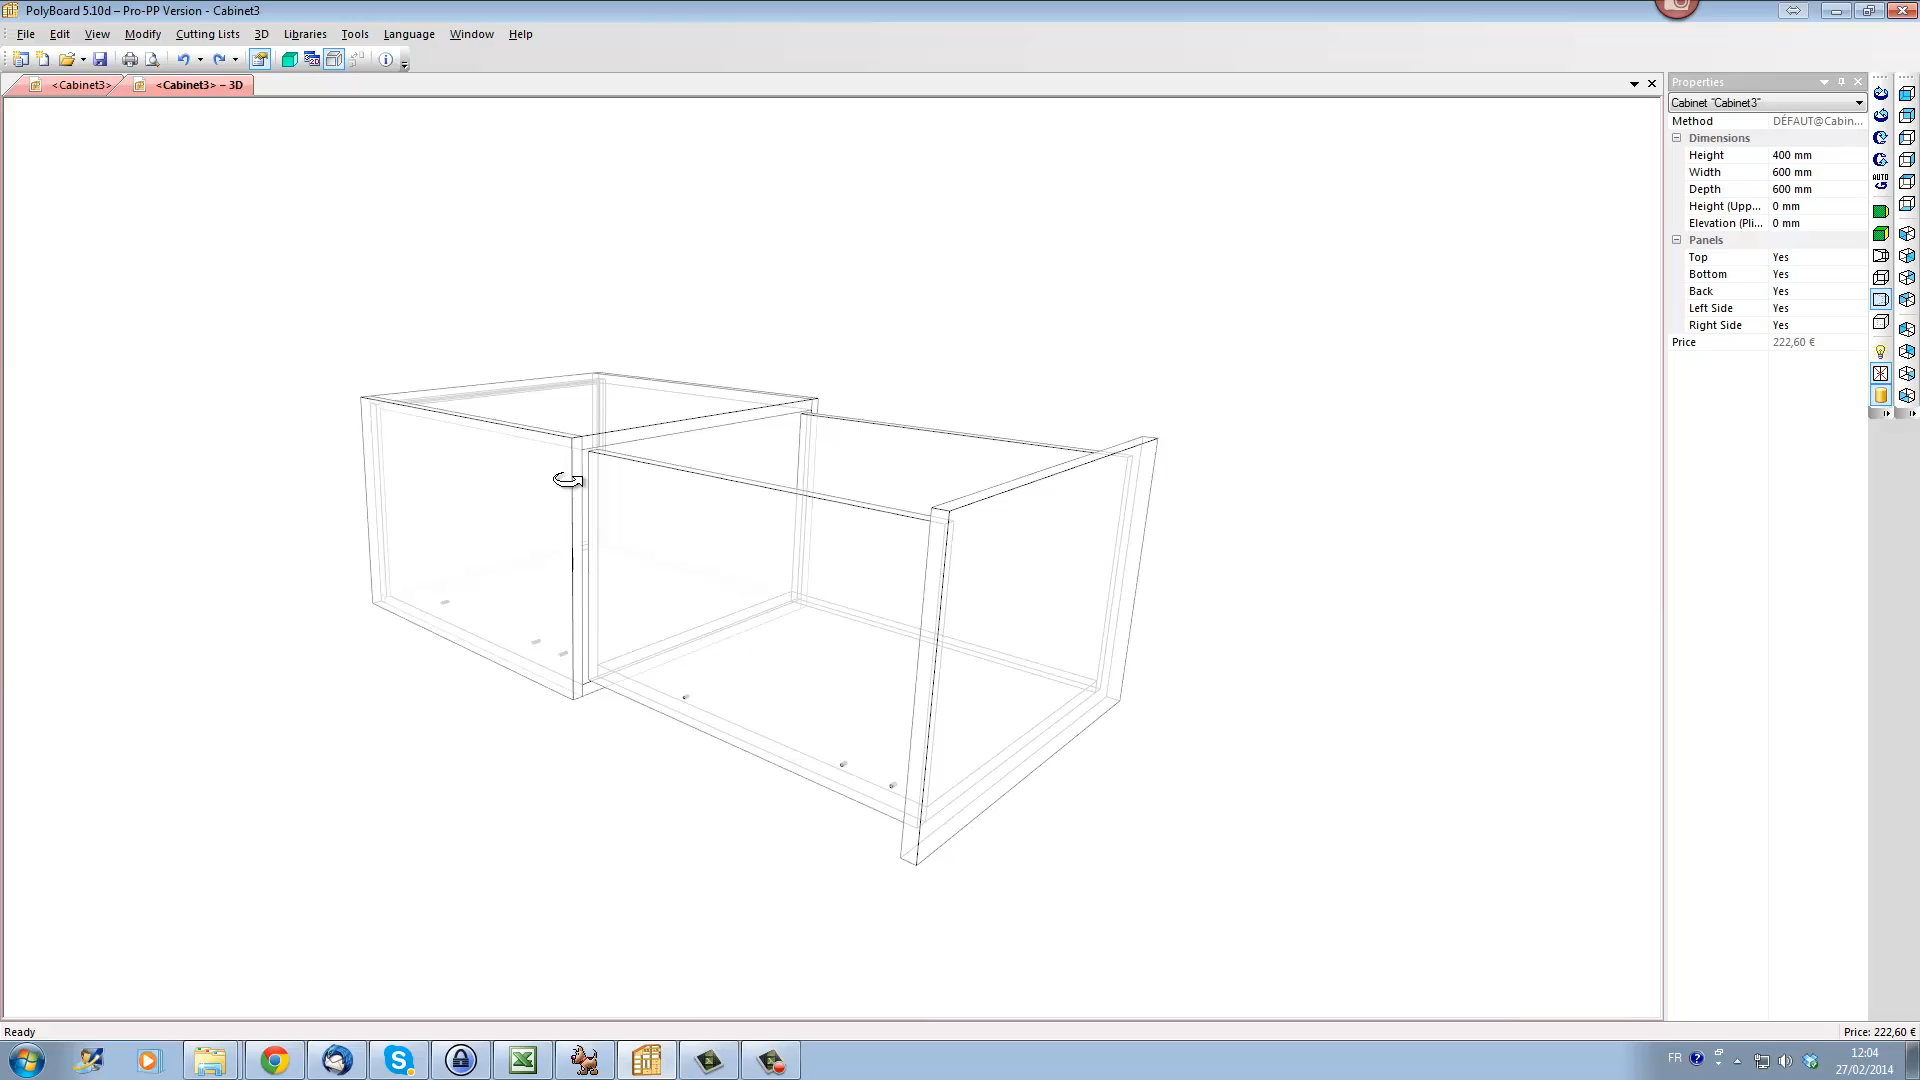 PolyBoard 5.10d – Pro-PP Version - Cabinet3
File Edit View Modify Cutting Lists 3D Libraries Tools Language Window Help
<Cabinet3> <Cabinet3> – 3D
Properties
Cabinet "Cabinet3"
Method DÉFAUT@Cabin...
Dimensions
Height 400 mm
Width 600 mm
Depth 600 mm
Height (Upp... 0 mm
Elevation (Pli... 0 mm
Panels
Top Yes
Bottom Yes
Back Yes
Left Side Yes
Right Side Yes
Price 222,60 €
AUTO
Ready
Price: 222,60 €
FR
12:04
27/02/2014